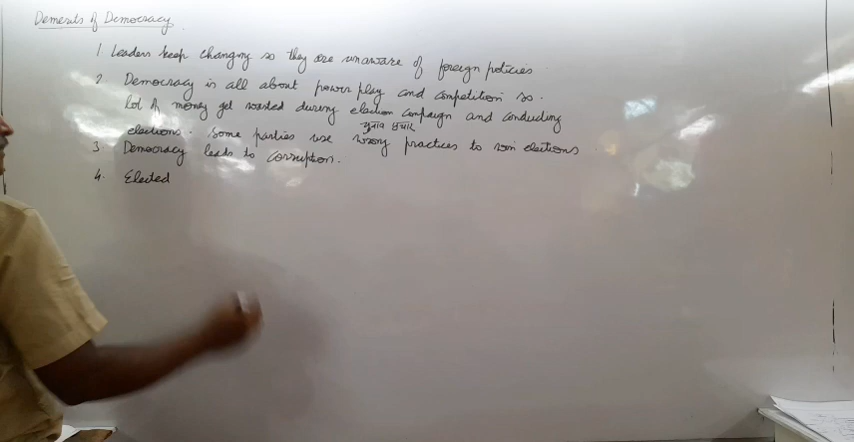 Demerits of Democracy
1. Leaders keep changing so they are unaware of foreign policies
2. Democracy is all about power play and competition so.
lot of money get wasted during election campaign and conducting
चुनाव प्रचार
elections. Some parties use wrong practices to win elections
3. Democracy leads to corruption.
4. Elected